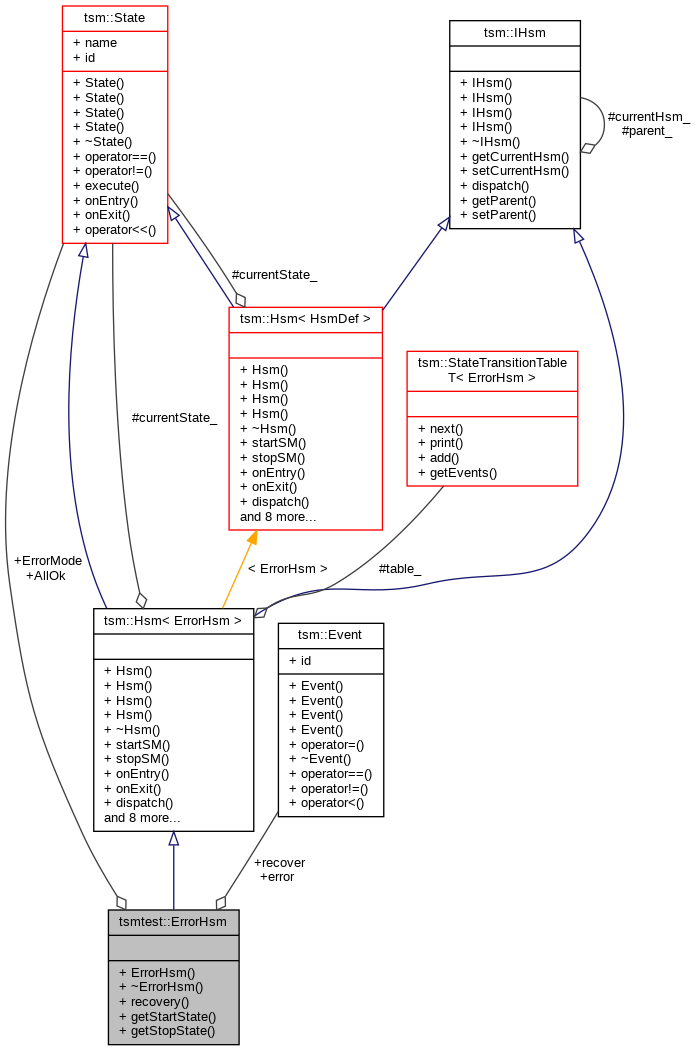 tsm::State
+ name
+ id
+ State()
+ State()
+ State()
+ State()
+ ~State()
+ operator==()
+ operator!=()
+ execute()
+ onEntry()
+ onExit()
+ operator<<()
tsm::IHsm
+ IHsm()
+ IHsm()
+ IHsm()
+ IHsm()
+ ~IHsm()
+ getCurrentHsm()
+ setCurrentHsm()
+ dispatch()
+ getParent()
+ setParent()
#currentHsm_
#parent_
#currentState_
tsm::Hsm< HsmDef >
+ Hsm()
+ Hsm()
+ Hsm()
+ Hsm()
+ ~Hsm()
+ startSM()
+ stopSM()
+ onEntry()
+ onExit()
+ dispatch()
and 8 more...
tsm::StateTransitionTable
T< ErrorHsm >
+ next()
+ print()
+ add()
+ getEvents()
#currentState_
+ErrorMode
+AllOk
< ErrorHsm >
#table_
tsm::Hsm< ErrorHsm >
+ Hsm()
+ Hsm()
+ Hsm()
+ Hsm()
+ ~Hsm()
+ startSM()
+ stopSM()
+ onEntry()
+ onExit()
+ dispatch()
and 8 more...
tsm::Event
+ id
+ Event()
+ Event()
+ Event()
+ Event()
+ operator=()
+ ~Event()
+ operator==()
+ operator!=()
+ operator<()
+recover
+error
tsmtest::ErrorHsm
+ ErrorHsm()
+ ~ErrorHsm()
+ recovery()
+ getStartState()
+ getStopState()